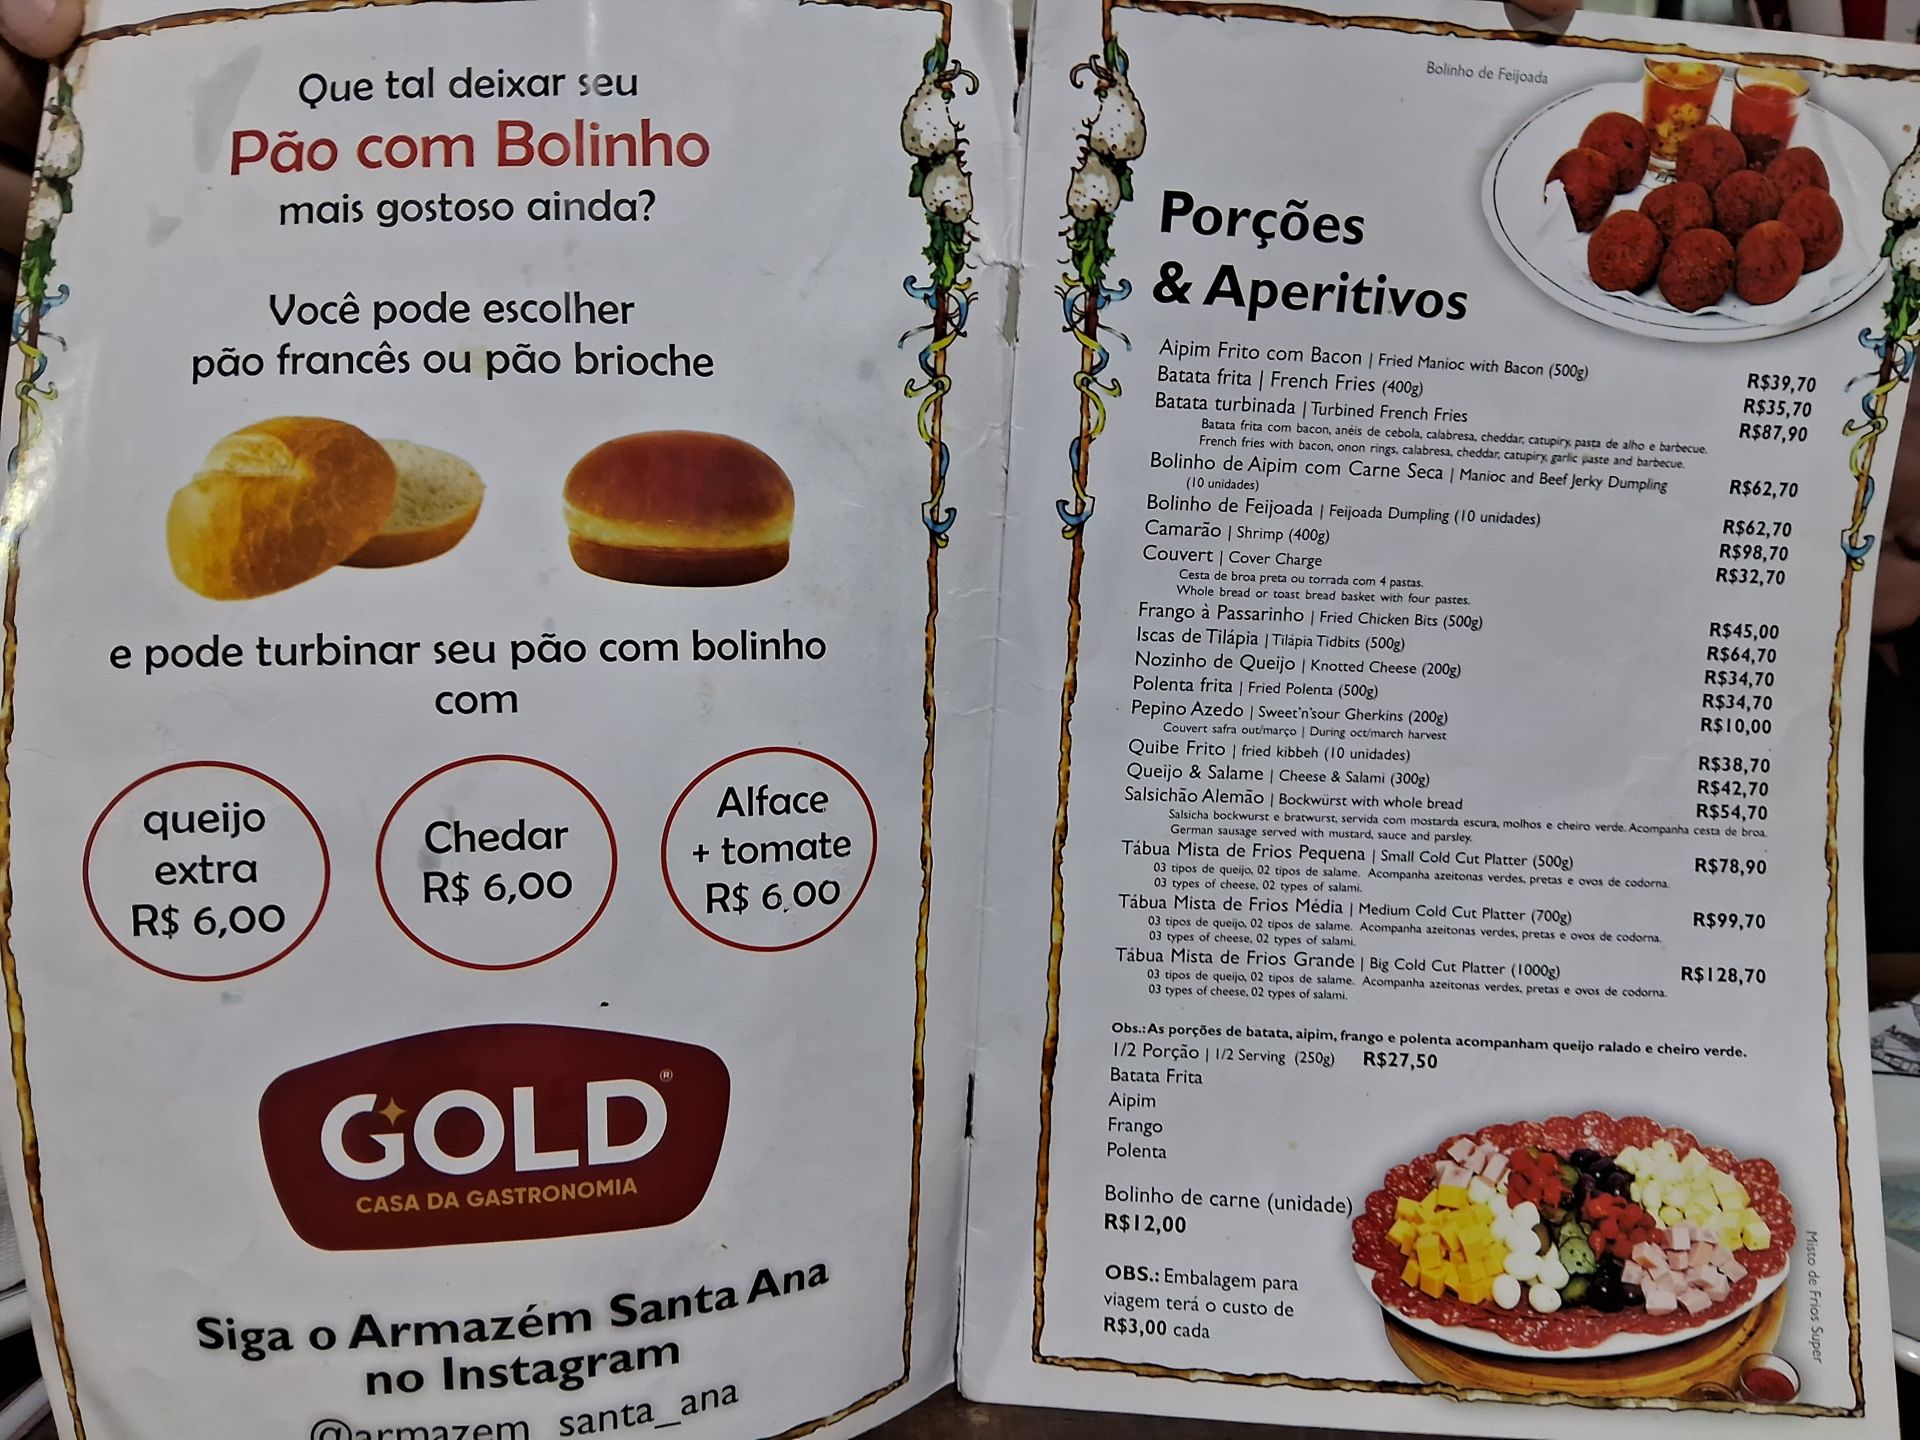 Que tal deixar seu
Pão com Bolinho
mais gostoso ainda?
Você pode escolher
pão francês ou pão brioche
e pode turbinar seu pão com bolinho
com
queijo
extra
R$ 6,00
Chedar
R$ 6,00
Alface
+ tomate
R$ 6,00
GOLD®
CASA DA GASTRONOMIA
Siga o Armazém Santa Ana
no Instagram
@armazem_santa_ana
Bolinho de Feijoada
Porções
& Aperitivos
Aipim Frito com Bacon | Fried Manioc with Bacon (500g) R$39,70
Batata frita | French Fries (400g) R$35,70
Batata turbinada | Turbined French Fries R$87,90
Batata frita com bacon, anéis de cebola, calabresa, cheddar, catupiry, pasta de alho e barbecue.
French fries with bacon, onon rings, calabresa, cheddar, catupiry, garlic paste and barbecue.
Bolinho de Aipim com Carne Seca | Manioc and Beef Jerky Dumpling R$62,70
(10 unidades)
Bolinho de Feijoada | Feijoada Dumpling (10 unidades) R$62,70
Camarão | Shrimp (400g) R$98,70
Couvert | Cover Charge R$32,70
Cesta de broa preta ou torrada com 4 pastas.
Whole bread or toast bread basket with four pastes.
Frango à Passarinho | Fried Chicken Bits (500g) R$45,00
Iscas de Tilápia | Tilápia Tidbits (500g) R$64,70
Nozinho de Queijo | Knotted Cheese (200g) R$34,70
Polenta frita | Fried Polenta (500g) R$34,70
Pepino Azedo | Sweet'n'sour Gherkins (200g) R$10,00
Couvert safra out/março | During oct/march harvest
Quibe Frito | fried kibbeh (10 unidades) R$38,70
Queijo & Salame | Cheese & Salami (300g) R$42,70
Salsichão Alemão | Bockwürst with whole bread R$54,70
Salsicha bockwurst e bratwurst, servida com mostarda escura, molhos e cheiro verde. Acompanha cesta de broa.
German sausage served with mustard, sauce and parsley.
Tábua Mista de Frios Pequena | Small Cold Cut Platter (500g) R$78,90
03 tipos de queijo, 02 tipos de salame. Acompanha azeitonas verdes, pretas e ovos de codorna.
03 types of cheese, 02 types of salami.
Tábua Mista de Frios Média | Medium Cold Cut Platter (700g) R$99,70
03 tipos de queijo, 02 tipos de salame. Acompanha azeitonas verdes, pretas e ovos de codorna.
03 types of cheese, 02 types of salami.
Tábua Mista de Frios Grande | Big Cold Cut Platter (1000g) R$128,70
03 tipos de queijo, 02 tipos de salame. Acompanha azeitonas verdes, pretas e ovos de codorna.
03 types of cheese, 02 types of salami.
Obs.: As porções de batata, aipim, frango e polenta acompanham queijo ralado e cheiro verde.
1/2 Porção | 1/2 Serving (250g) R$27,50
Batata Frita
Aipim
Frango
Polenta
Bolinho de carne (unidade)
R$12,00
OBS.: Embalagem para
viagem terá o custo de
R$3,00 cada
Misto de Frios Super